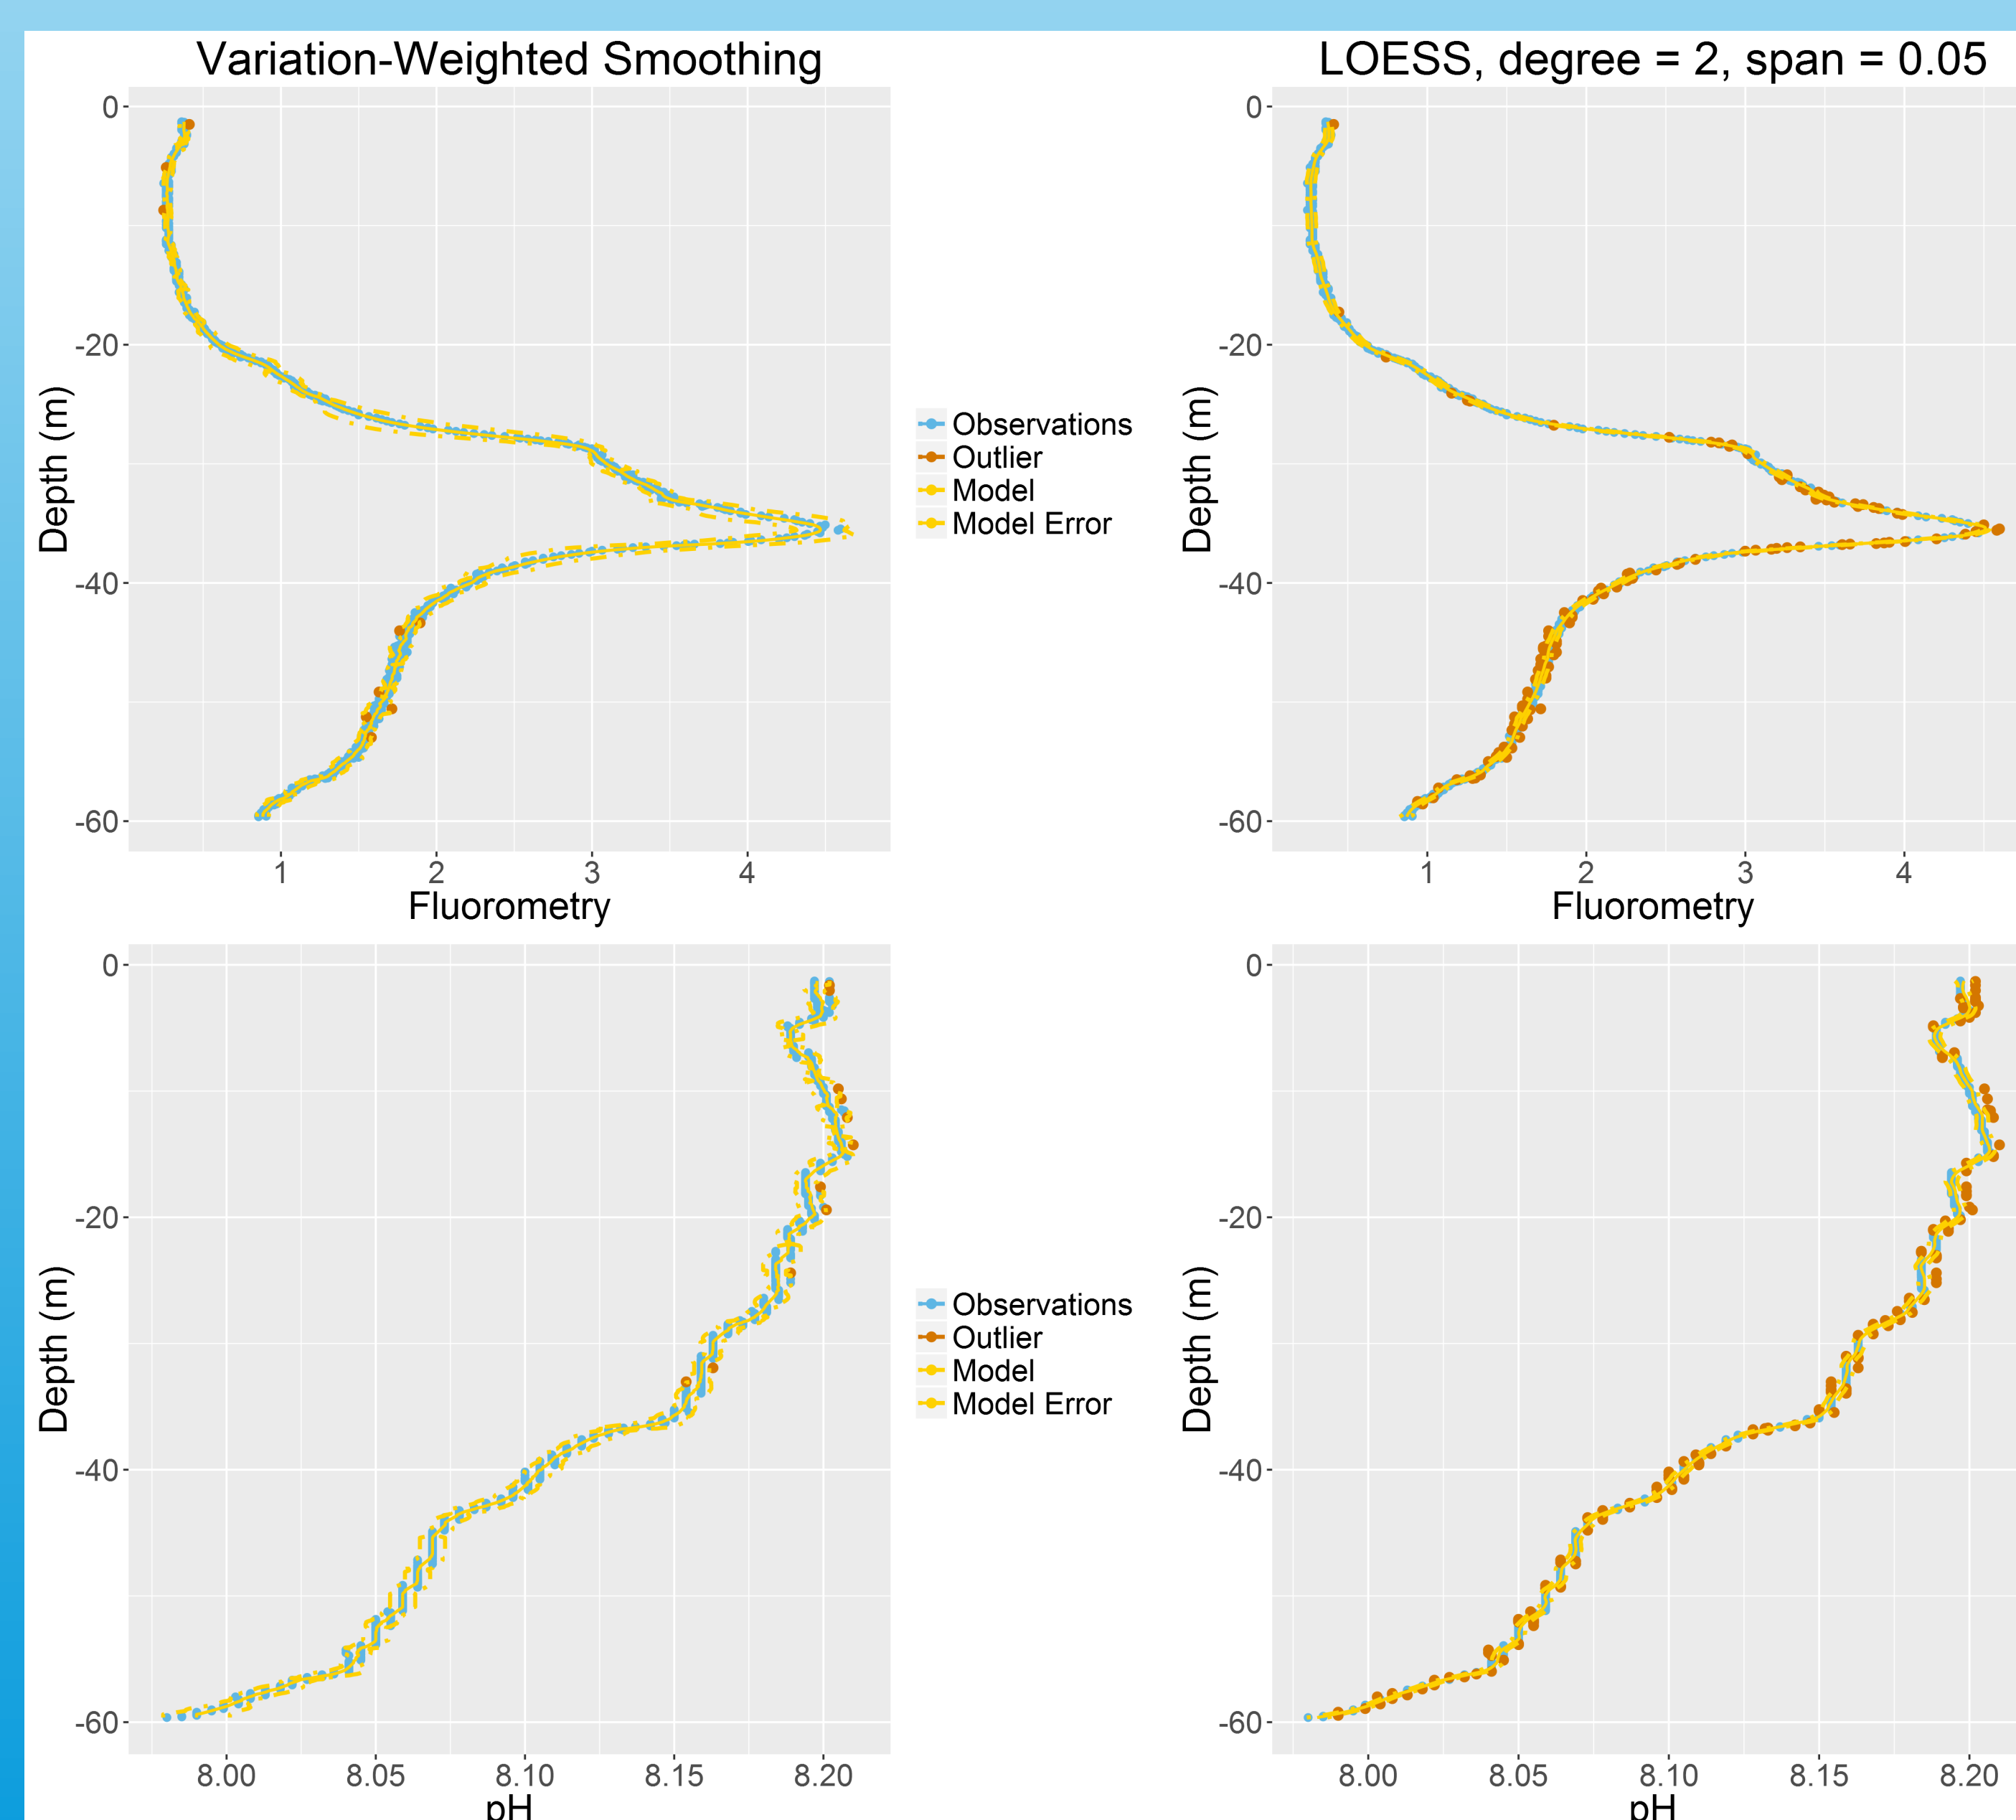 Variation-Weighted Smoothing
LOESS, degree = 2, span = 0.05
0
-20
-40
-60
Depth (m)
1 2 3 4
Fluorometry
Observations
Outlier
Model
Model Error
0
-20
-40
-60
Depth (m)
1 2 3 4
Fluorometry
0
-20
-40
-60
Depth (m)
8.00 8.05 8.10 8.15 8.20
pH
Observations
Outlier
Model
Model Error
0
-20
-40
-60
Depth (m)
8.00 8.05 8.10 8.15 8.20
pH